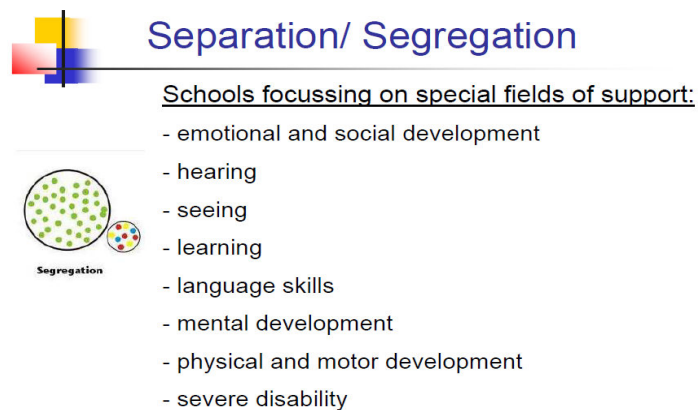 Separation/ Segregation
Schools focussing on special fields of support:
- emotional and social development
- hearing
- seeing
- learning
- language skills
- mental development
- physical and motor development
- severe disability
Segregation